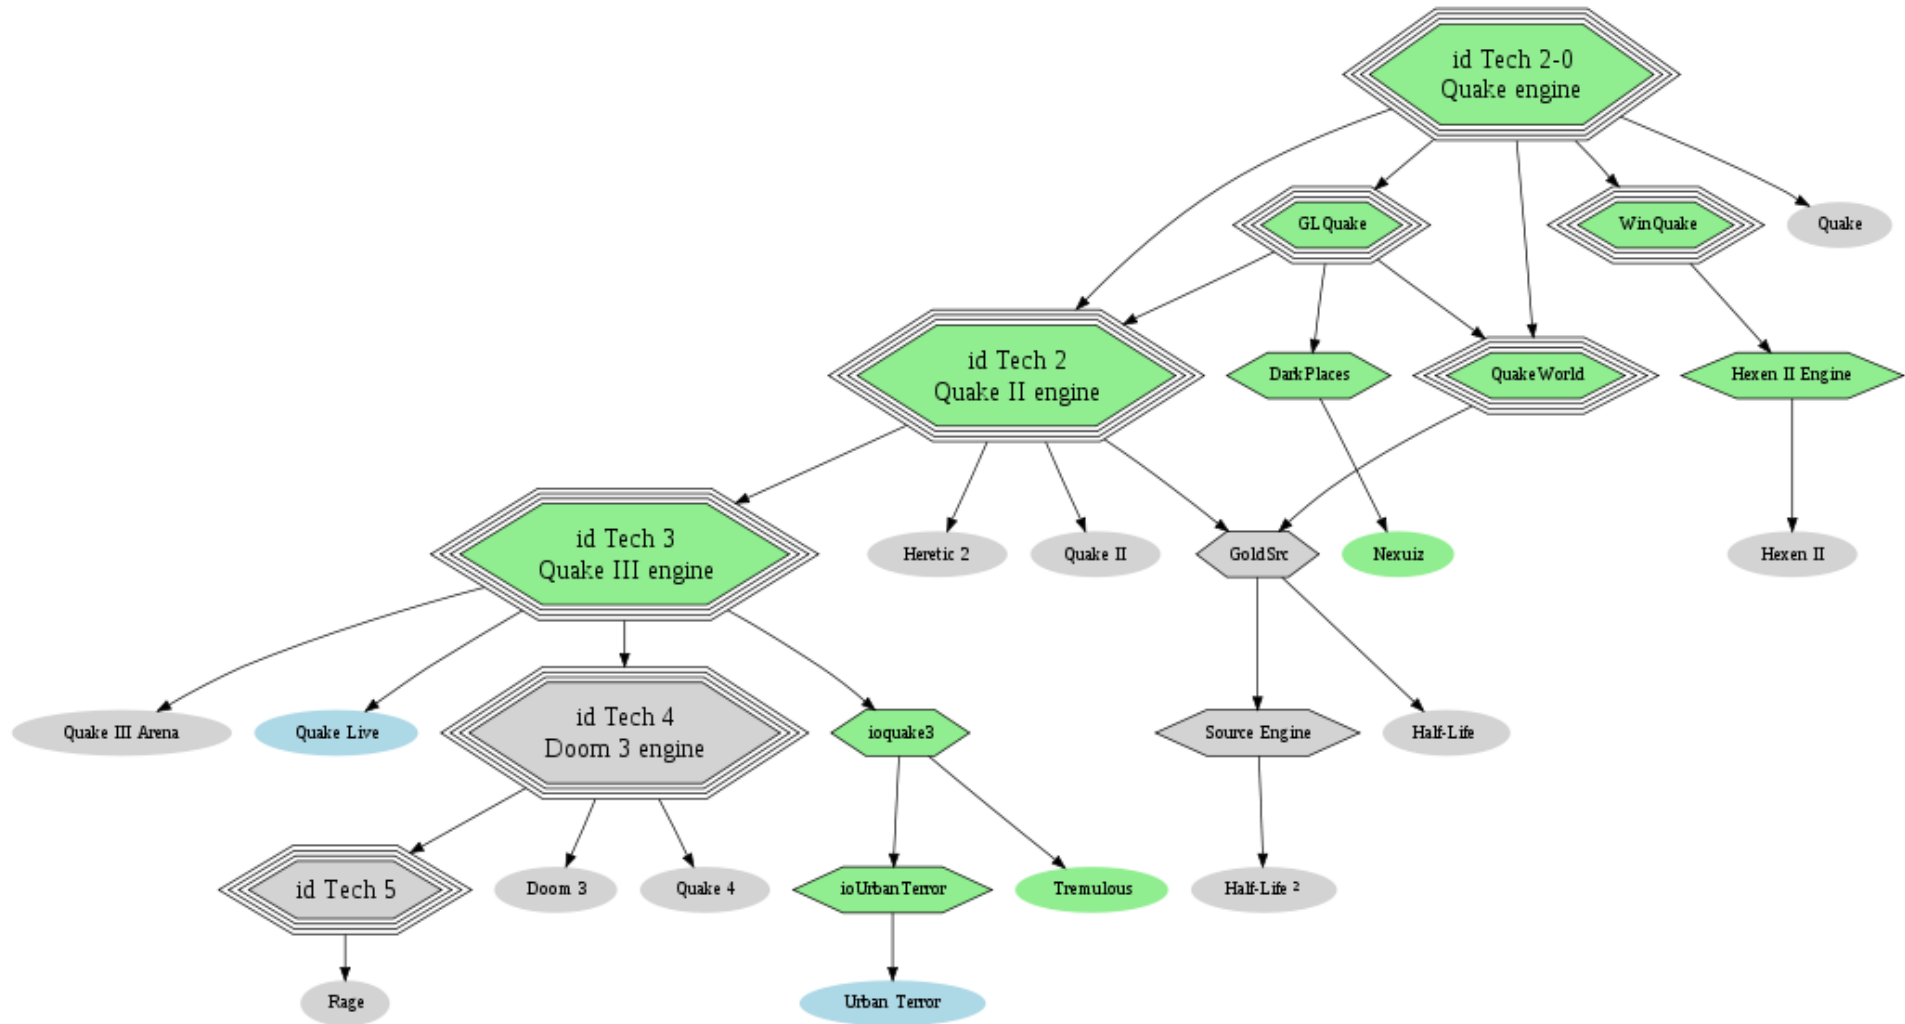 id Tech 2-0
Quake engine
GLQuake
WinQuake
Quake
id Tech 2
Quake II engine
DarkPlaces
QuakeWorld
Hexen II Engine
id Tech 3
Quake III engine
Heretic 2
Quake II
GoldSrc
Nexuiz
Hexen II
Quake III Arena
Quake Live
id Tech 4
Doom 3 engine
ioquake3
Source Engine
Half-Life
id Tech 5
Doom 3
Quake 4
ioUrbanTerror
Tremulous
Half-Life ²
Rage
Urban Terror